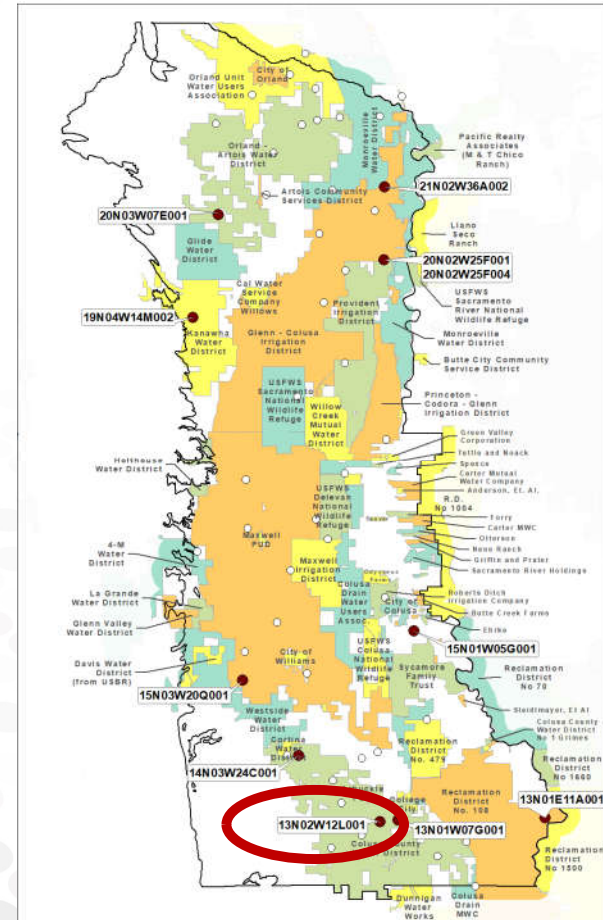 City of
Orland
Orland Unit
Water Users
Association
Monroeville
Water District
Pacific Realty
Associates
(M & T Chico
Ranch)
Orland -
Artois Water
District
Artois Community
Services District
21N02W36A002
20N03W07E001
Llano
Seco
Ranch
Glide
Water
District
20N02W25F001
20N02W25F004
Cal Water
Service
Company
Willows
USFWS
Sacramento
River National
Wildlife Refuge
Provident
Irrigation
District
19N04W14M002
Kanawha
Water
District
Glenn - Colusa
Irrigation
District
Monroeville
Water District
Butte City Community
Service District
USFWS
Sacramento
National
Wildlife
Refuge
Willow
Creek
Mutual
Water
District
Princeton -
Codora - Glenn
Irrigation District
Green Valley
Corporation
Tuttle and Noack
Spence
Carter Mutual
Water Company
Anderson, Et. Al.
R.D.
No 1004
Holthouse
Water District
USFWS
Delevan
National
Wildlife
Refuge
Maxwell
PUD
Forry
Carter MWC
Otterson
Nene Ranch
Griffin and Prater
Sacramento River Holdings
4-M
Water
District
Maxwell
Irrigation
District
Colusa
Drain
Water
Users
Assoc.
Roberts Ditch
Irrigation Company
Butte Creek Farms
Ehrke
City of
Colusa
La Grande
Water District
Glenn Valley
Water District
15N01W05G001
City of
Williams
USFWS
Colusa
National
Wildlife
Refuge
Davis Water
District
(from USBR)
Sycamore
Family
Trust
Reclamation
District
No 70
15N03W20Q001
Steidlmayer, Et Al
Westside
Water
District
Colusa County
Water District
No 1 Grimes
Cortina
Water
District
Reclamation
District
No. 479
14N03W24C001
Reclamation
District
No 1660
Reclamation
District
No. 108
13N01E11A001
College
City
13N02W12L001
13N01W07G001
Colusa County
Water District
Reclamation
District
No 1500
Dunnigan
Water
Works
Colusa
Drain
MWC